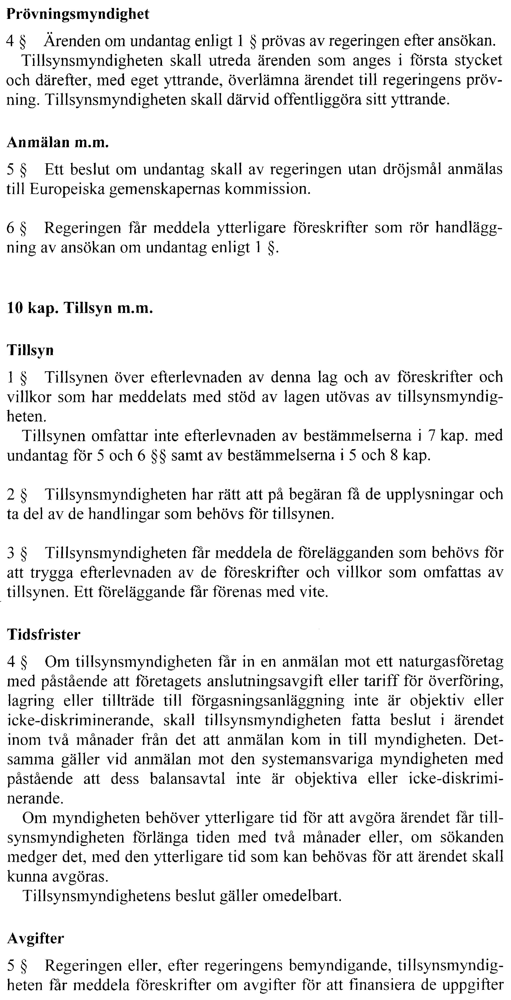 Prövningsmyndighet
4 § Ärenden om undantag enligt 1 § prövas av regeringen efter ansökan.
Tillsynsmyndigheten skall utreda ärenden som anges i första stycket
och därefter, med eget yttrande, överlämna ärendet till regeringens pröv-
ning. Tillsynsmyndigheten skall därvid offentliggöra sitt yttrande.
Anmälan m.m.
5 § Ett beslut om undantag skall av regeringen utan dröjsmål anmälas
till Europeiska gemenskapernas kommission.
6 § Regeringen får meddela ytterligare föreskrifter som rör handlägg-
ning av ansökan om undantag enligt 1 §.
10 kap. Tillsyn m.m.
Tillsyn
1 § Tillsynen över efterlevnaden av denna lag och av föreskrifter och
villkor som har meddelats med stöd av lagen utövas av tillsynsmyndig-
heten.
Tillsynen omfattar inte efterlevnaden av bestämmelserna i 7 kap. med
undantag för 5 och 6 §§ samt av bestämmelserna i 5 och 8 kap.
2 § Tillsynsmyndigheten har rätt att på begäran få de upplysningar och
ta del av de handlingar som behövs för tillsynen.
3 § Tillsynsmyndigheten får meddela de förelägganden som behövs för
att trygga efterlevnaden av de föreskrifter och villkor som omfattas av
tillsynen. Ett föreläggande får förenas med vite.
Tidsfrister
4 § Om tillsynsmyndigheten får in en anmälan mot ett naturgasföretag
med påstående att företagets anslutningsavgift eller tariff för överföring,
lagring eller tillträde till förgasningsanläggning inte är objektiv eller
icke-diskriminerande, skall tillsynsmyndigheten fatta beslut i ärendet
inom två månader från det att anmälan kom in till myndigheten. Det-
samma gäller vid anmälan mot den systemansvariga myndigheten med
påstående att dess balansavtal inte är objektiva eller icke-diskrimi-
nerande.
Om myndigheten behöver ytterligare tid för att avgöra ärendet får till-
synsmyndigheten förlänga tiden med två månader eller, om sökanden
medger det, med den ytterligare tid som kan behövas för att ärendet skall
kunna avgöras.
Tillsynsmyndighetens beslut gäller omedelbart.
Avgifter
5 § Regeringen eller, efter regeringens bemyndigande, tillsynsmyndig-
heten får meddela föreskrifter om avgifter för att finansiera de uppgifter